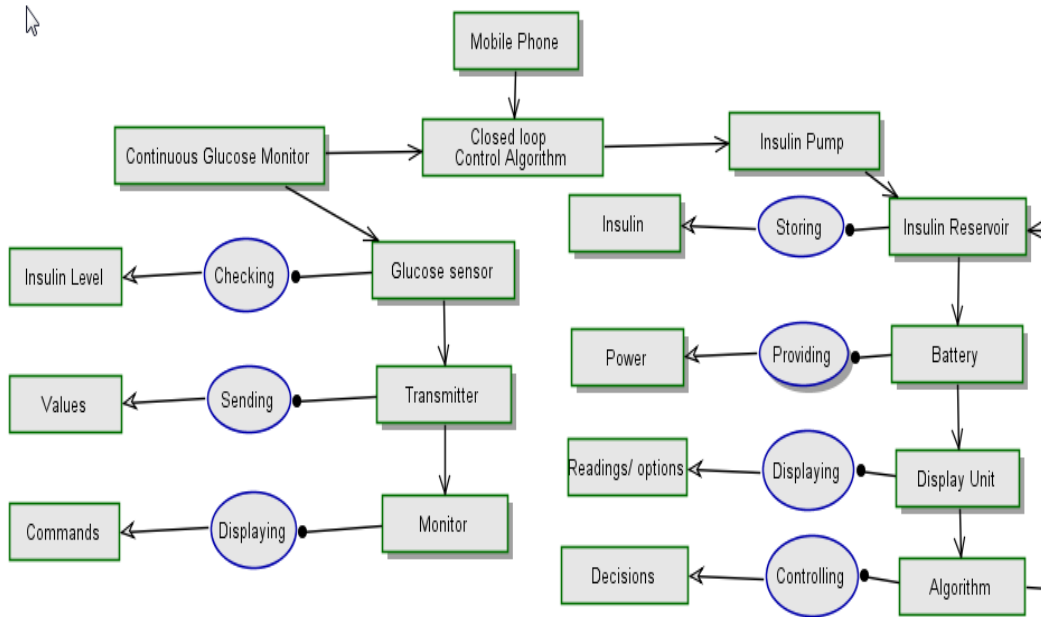 Mobile Phone
Continuous Glucose Monitor
Closed loop
Control Algorithm
Insulin Pump
Insulin
Storing
Insulin Reservoir
Insulin Level
Checking
Glucose sensor
Power
Providing
Battery
Values
Sending
Transmitter
Readings/ options
Displaying
Display Unit
Commands
Displaying
Monitor
Decisions
Controlling
Algorithm